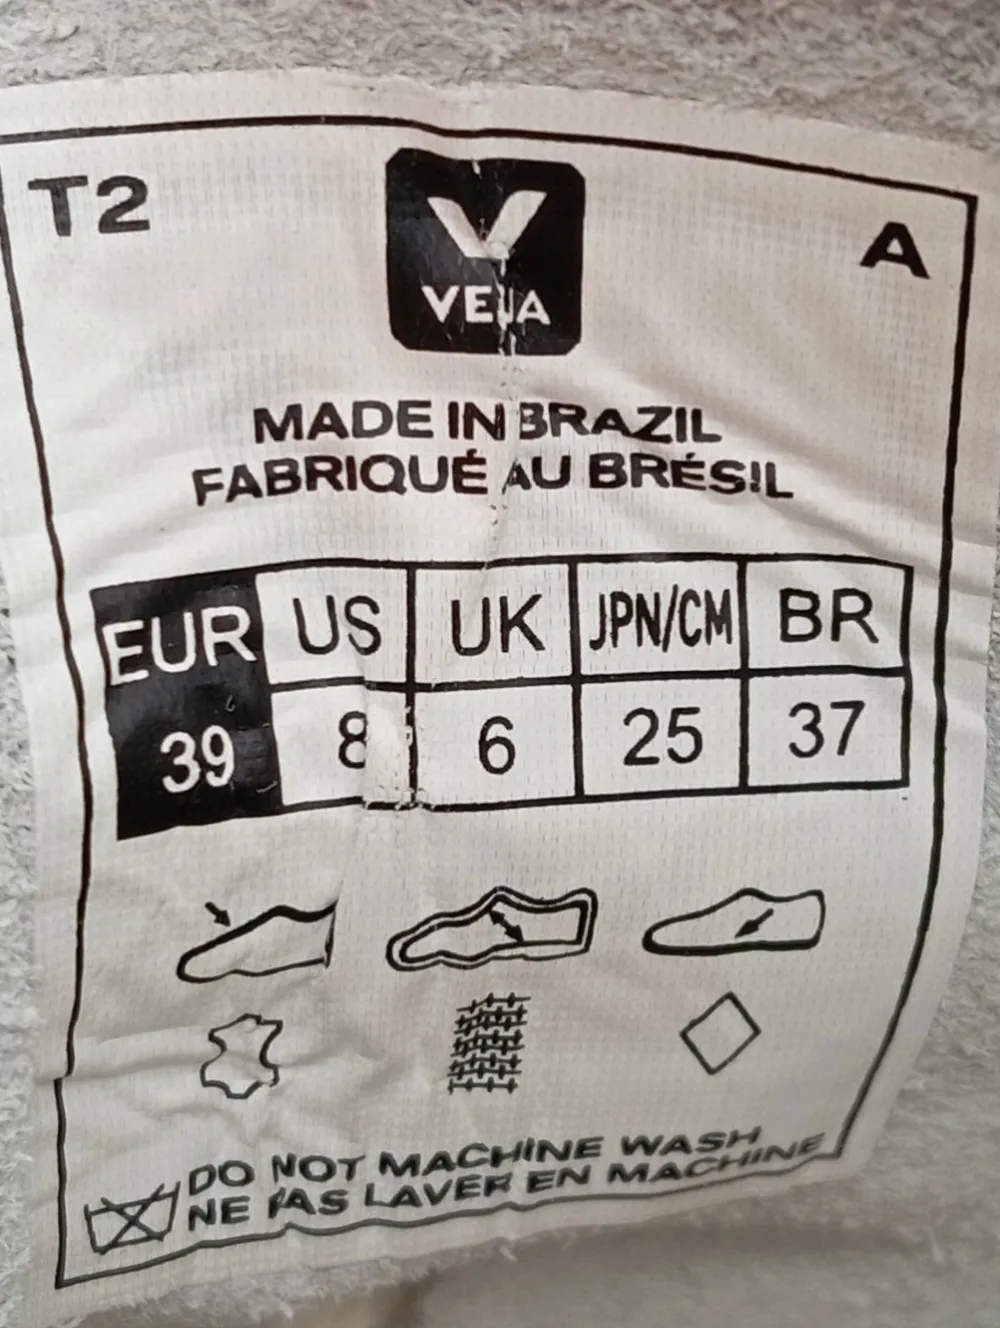 T2
A
VEJA
MADE IN BRAZIL
FABRIQUÉ AU BRÉSIL
EUR US UK JPN/CM BR
39 8 6 25 37
DO NOT MACHINE WASH
NE PAS LAVER EN MACHINE